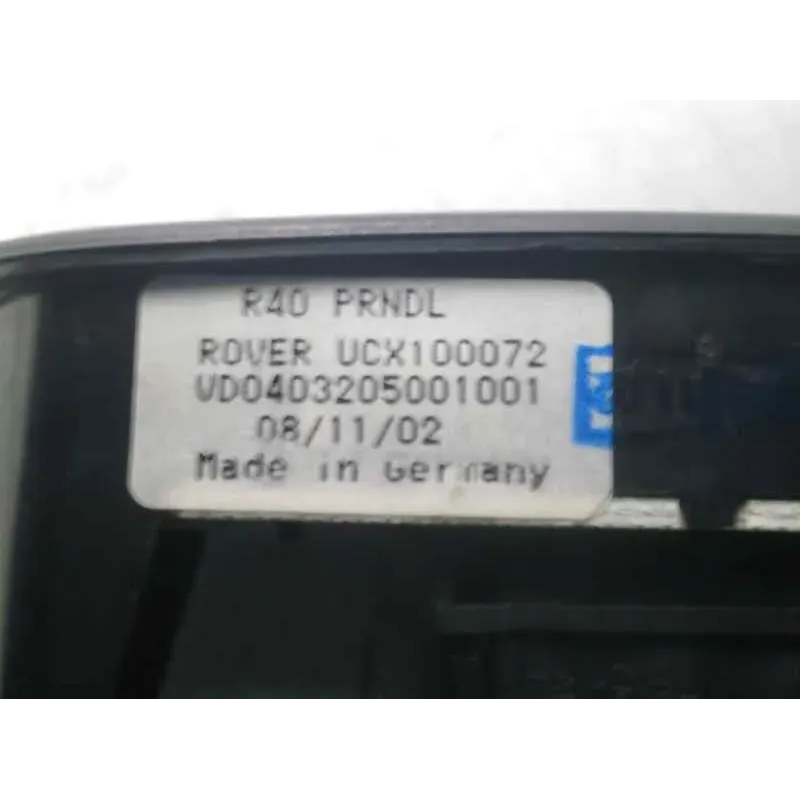 R40 PRNDL
ROVER UCX100072
VD0403205001001
08/11/02
Made in Germany